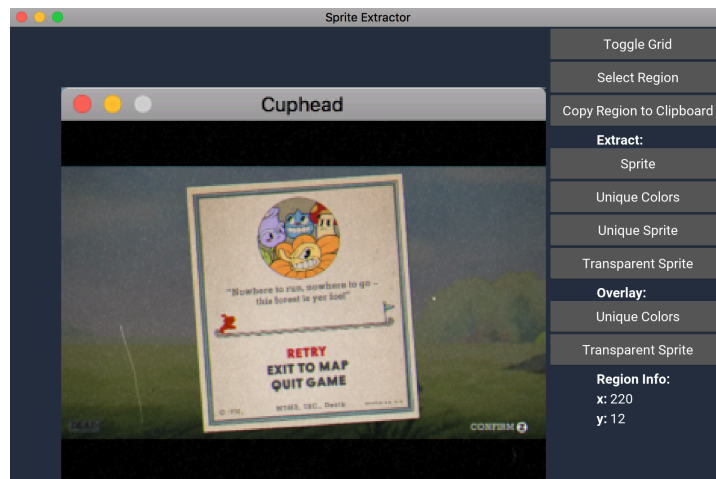 Sprite Extractor
Toggle Grid
Select Region
Copy Region to Clipboard
Extract:
Sprite
Unique Colors
Unique Sprite
Transparent Sprite
Overlay:
Unique Colors
Transparent Sprite
Region Info:
x: 220
y: 12
Cuphead
"Nowhere to run, nowhere to go --
this forest is yer foe!"
RETRY
EXIT TO MAP
QUIT GAME
CONFIRM Z